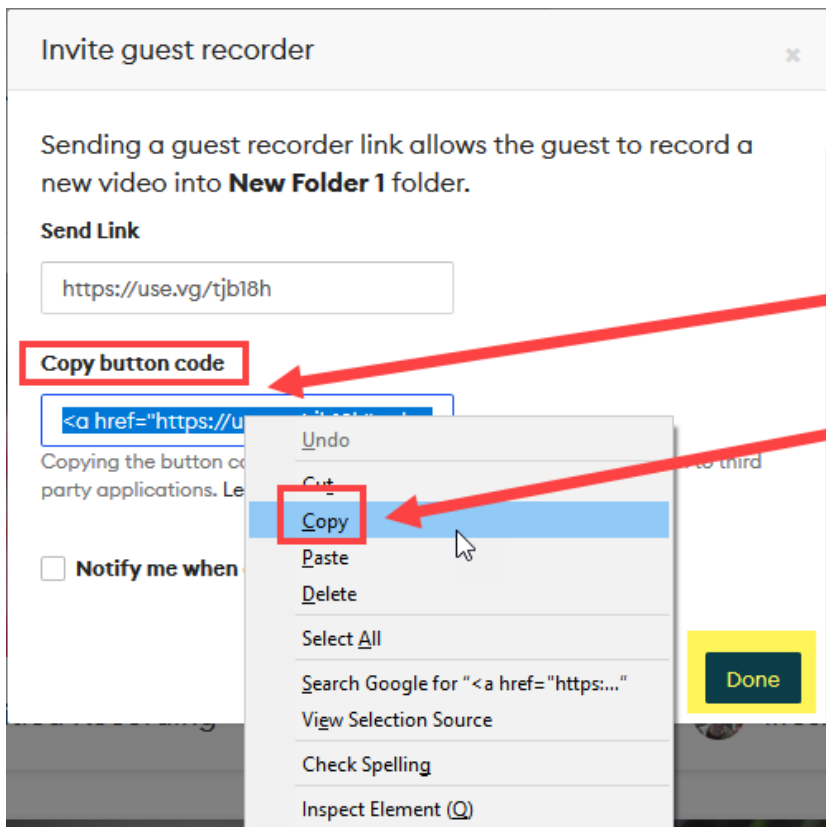 Invite guest recorder
Sending a guest recorder link allows the guest to record a
new video into New Folder 1 folder.
Send Link
https://use.vg/tjb18h
Copy button code
<a href="https://u
Copying the button
to third
party applications.
Notify me when
Undo
Cut
Copy
Paste
Delete
Select All
Search Google for “<a href="https:...“
View Selection Source
Check Spelling
Inspect Element (Q)
Done
Recording